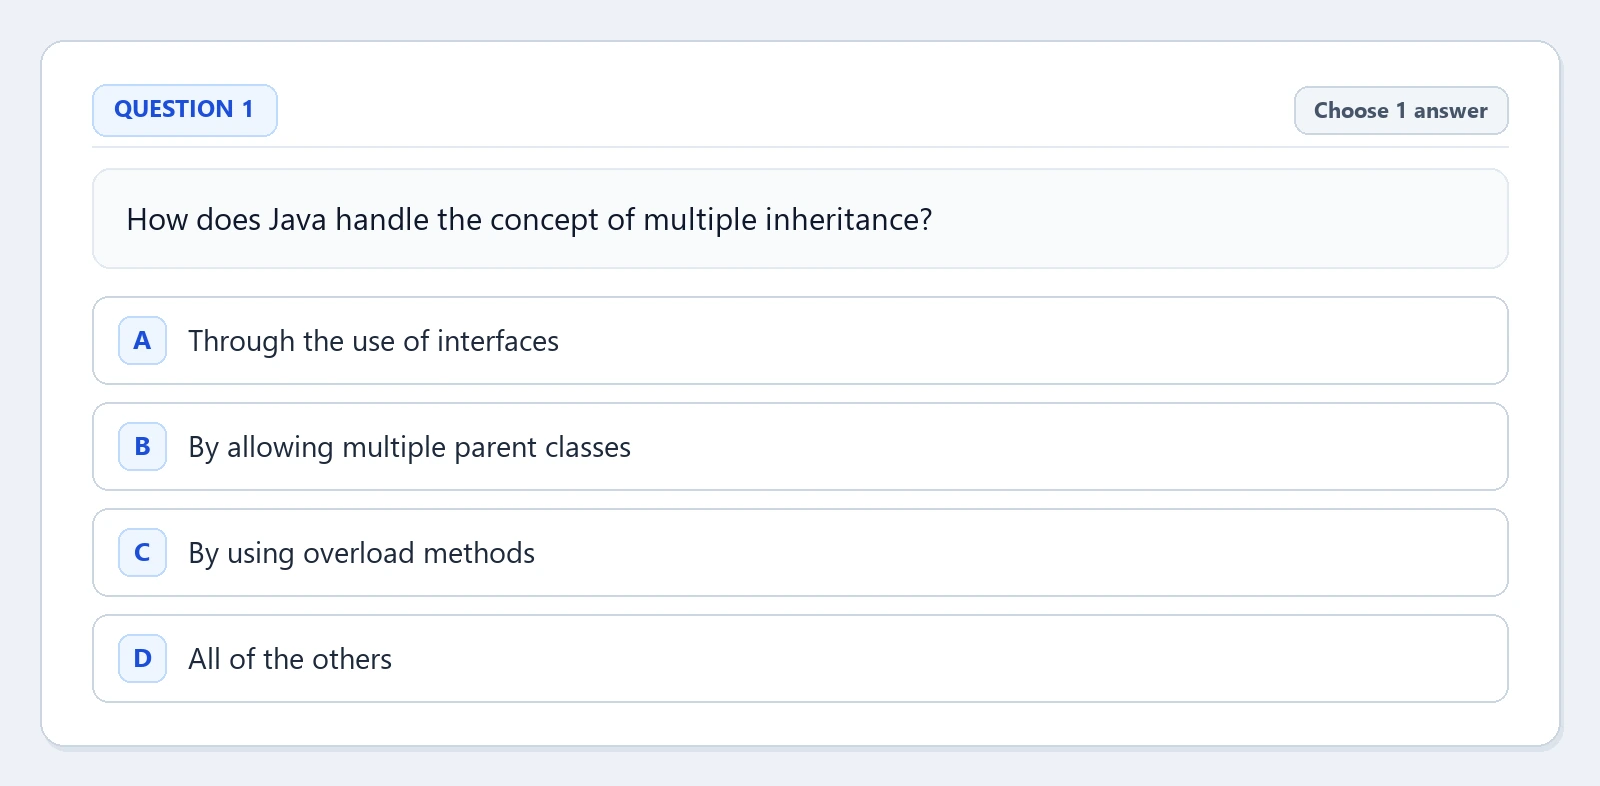 QUESTION 1
Choose 1 answer
How does Java handle the concept of multiple inheritance?
A Through the use of interfaces
B By allowing multiple parent classes
C By using overload methods
D All of the others